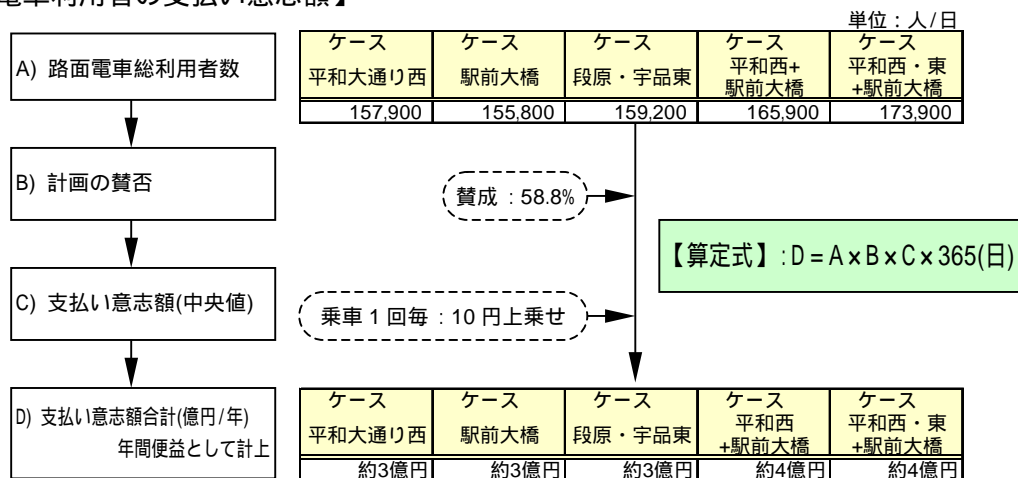 電車利用者の支払い意志額】
単位：人/日
A) 路面電車総利用者数
ケース ケース ケース ケース ケース
平和大通り西 駅前大橋 段原・宇品東 平和西+ 平和西・東
駅前大橋 +駅前大橋
157,900 155,800 159,200 165,900 173,900
B) 計画の賛否
賛成：58.8%
【算定式】：D＝A×B×C×365(日)
C) 支払い意志額(中央値)
乗車１回毎：10 円上乗せ
D) 支払い意志額合計(億円/年)
年間便益として計上
ケース ケース ケース ケース ケース
平和大通り西 駅前大橋 段原・宇品東 平和西 平和西・東
+駅前大橋 +駅前大橋
約3億円 約3億円 約3億円 約4億円 約4億円